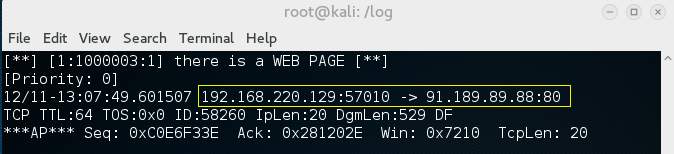 root@kali: /log
File Edit View Search Terminal Help
[**] [1:1000003:1] there is a WEB PAGE [**]
[Priority: 0]
12/11-13:07:49.601507 192.168.220.129:57010 -> 91.189.89.88:80
TCP TTL:64 TOS:0x0 ID:58260 IpLen:20 DgmLen:529 DF
***AP*** Seq: 0xC0E6F33E Ack: 0x281202E Win: 0x7210 TcpLen: 20